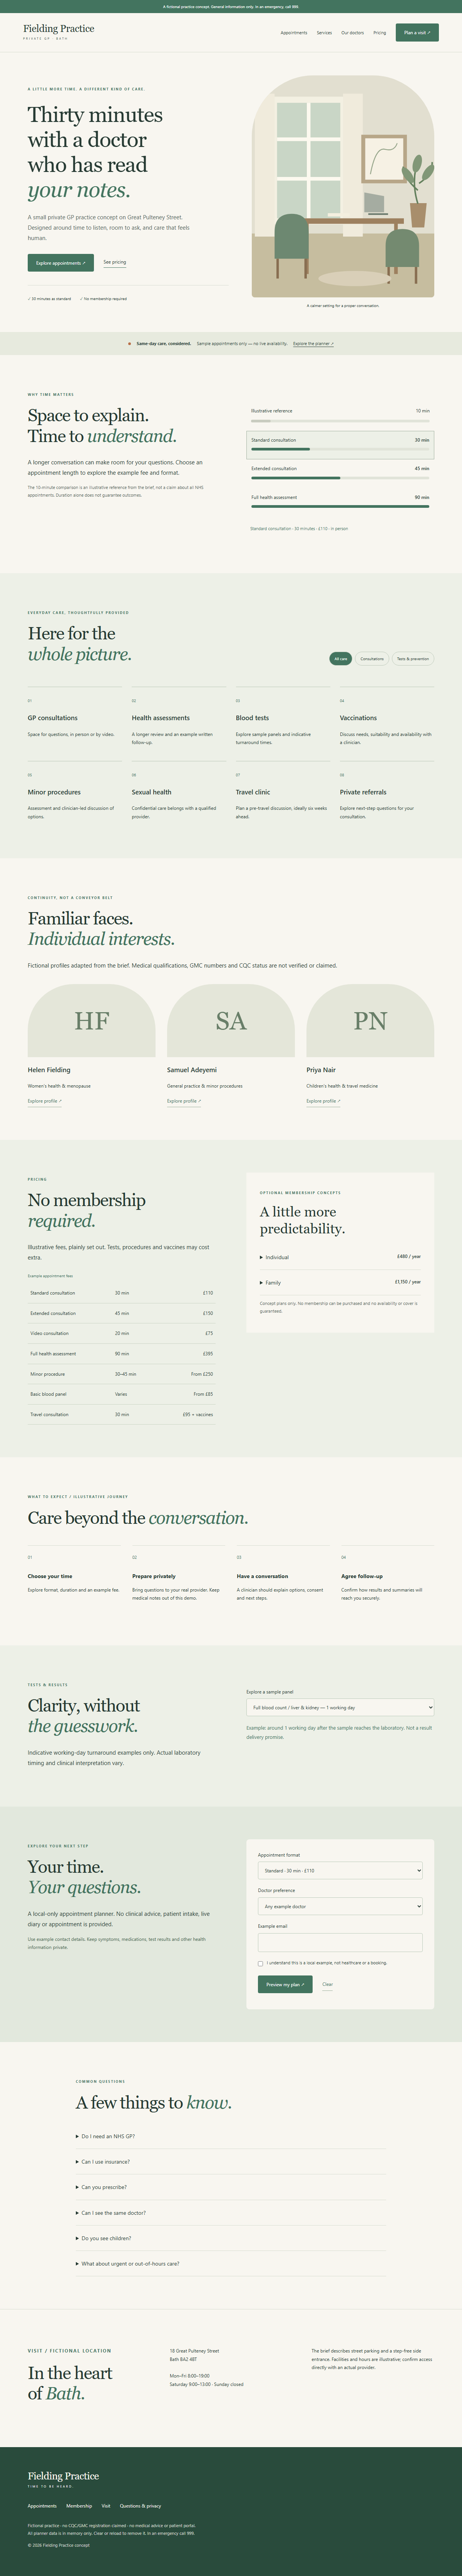 A fictional practice concept. General information only. In an emergency, call 999.
Fielding Practice
PRIVATE GP · BATH
Appointments
Services
Our doctors
Pricing
Plan a visit ↗
A LITTLE MORE TIME. A DIFFERENT KIND OF CARE.
Thirty minutes
with a doctor
who has read
your notes.
A small private GP practice concept on Great Pulteney Street.
Designed around time to listen, room to ask, and care that feels
human.
Explore appointments ↗
See pricing
✓ 30 minutes as standard
✓ No membership required
A calmer setting for a proper conversation.
Same-day care, considered.
Sample appointments only — no live availability.
Explore the planner ↗
WHY TIME MATTERS
Space to explain.
Time to understand.
A longer conversation can make room for your questions. Choose an
appointment length to explore the example fee and format.
The 10-minute comparison is an illustrative reference from the brief, not a claim about all NHS
appointments. Duration alone does not guarantee outcomes.
Illustrative reference 10 min
Standard consultation 30 min
Extended consultation 45 min
Full health assessment 90 min
Standard consultation · 30 minutes · £110 · in person
EVERYDAY CARE, THOUGHTFULLY PROVIDED
Here for the
whole picture.
All care
Consultations
Tests & prevention
01
GP consultations
Space for questions, in person or by video.
02
Health assessments
A longer review and an example written
follow-up.
03
Blood tests
Explore sample panels and indicative
turnaround times.
04
Vaccinations
Discuss needs, suitability and availability with
a clinician.
05
Minor procedures
Assessment and clinician-led discussion of
options.
06
Sexual health
Confidential care belongs with a qualified
provider.
07
Travel clinic
Plan a pre-travel discussion, ideally six weeks
ahead.
08
Private referrals
Explore next-step questions for your
consultation.
CONTINUITY, NOT A CONVEYOR BELT
Familiar faces.
Individual interests.
Fictional profiles adapted from the brief. Medical qualifications, GMC numbers and CQC status are not verified or claimed.
HF
Helen Fielding
Women's health & menopause
Explore profile ↗
SA
Samuel Adeyemi
General practice & minor procedures
Explore profile ↗
PN
Priya Nair
Children's health & travel medicine
Explore profile ↗
PRICING
No membership
required.
Illustrative fees, plainly set out. Tests, procedures and vaccines may cost
extra.
Example appointment fees
Standard consultation 30 min £110
Extended consultation 45 min £150
Video consultation 20 min £75
Full health assessment 90 min £395
Minor procedure 30–45 min From £230
Basic blood panel Varies From £85
Travel consultation 30 min £95 + vaccines
OPTIONAL MEMBERSHIP CONCEPTS
A little more
predictability.
▶ Individual £480 / year
▶ Family £1,150 / year
Concept plans only. No membership can be purchased and no availability or cover is
guaranteed.
WHAT TO EXPECT / ILLUSTRATIVE JOURNEY
Care beyond the conversation.
01
Choose your time
Explore format, duration and an example fee.
02
Prepare privately
Bring questions to your real provider. Keep
medical notes out of this demo.
03
Have a conversation
A clinician should explain options, consent
and next steps.
04
Agree follow-up
Confirm how results and summaries will
reach you securely.
TESTS & RESULTS
Clarity, without
the guesswork.
Indicative working-day turnaround examples only. Actual laboratory
timing and clinical interpretation vary.
Explore a sample panel
Full blood count / liver & kidney — 1 working day
Example: around 1 working day after the sample reaches the laboratory. Not a result
delivery promise.
EXPLORE YOUR NEXT STEP
Your time.
Your questions.
A local-only appointment planner. No clinical advice, patient intake, live
diary or appointment is provided.
Use example contact details. Keep symptoms, medications, test results and other health
information private.
Appointment format
Standard · 30 min · £110
Doctor preference
Any example doctor
Example email
I understand this is a local example, not healthcare or a booking.
Preview my plan ↗
Clear
COMMON QUESTIONS
A few things to know.
▶ Do I need an NHS GP?
▶ Can I use insurance?
▶ Can you prescribe?
▶ Can I see the same doctor?
▶ Do you see children?
▶ What about urgent or out-of-hours care?
VISIT / FICTIONAL LOCATION
In the heart
of Bath.
18 Great Pulteney Street
Bath BA2 4BT
Mon–Fri 8:00–19:00
Saturday 9:00–13:00 · Sunday closed
The brief describes street parking and a step-free side
entrance. Facilities and hours are illustrative; confirm access
directly with an actual provider.
Fielding Practice
TIME TO BE HEARD.
Appointments
Membership
Visit
Questions & privacy
Fictional practice · no CQC/GMC registration claimed · no medical advice or patient portal.
All planner data is in memory only. Clear or reload to remove it. In an emergency call 999.
© 2026 Fielding Practice concept